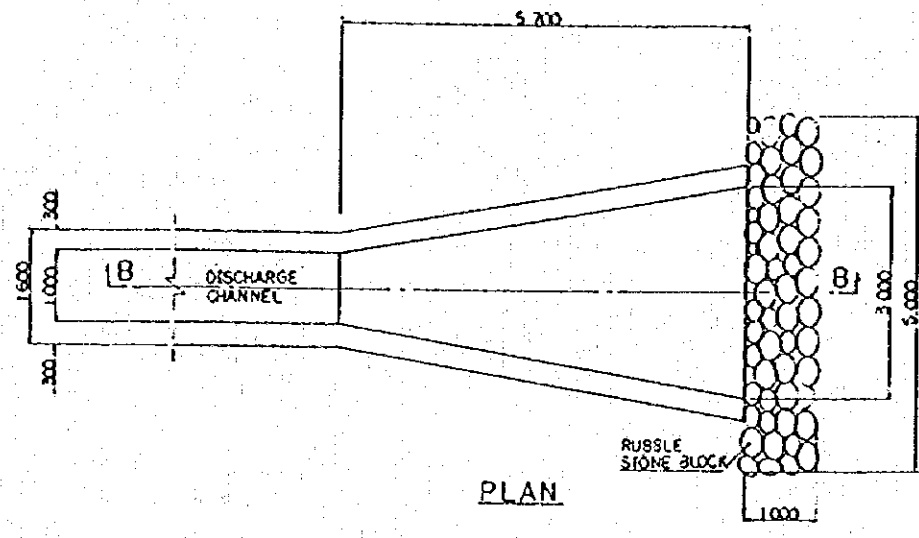 5.700
300
1.600
1.000
300
B
DISCHARGE
CHANNEL
B
3.000
5.000
RUSSLE
STONE BLOCK
PLAN
1.000